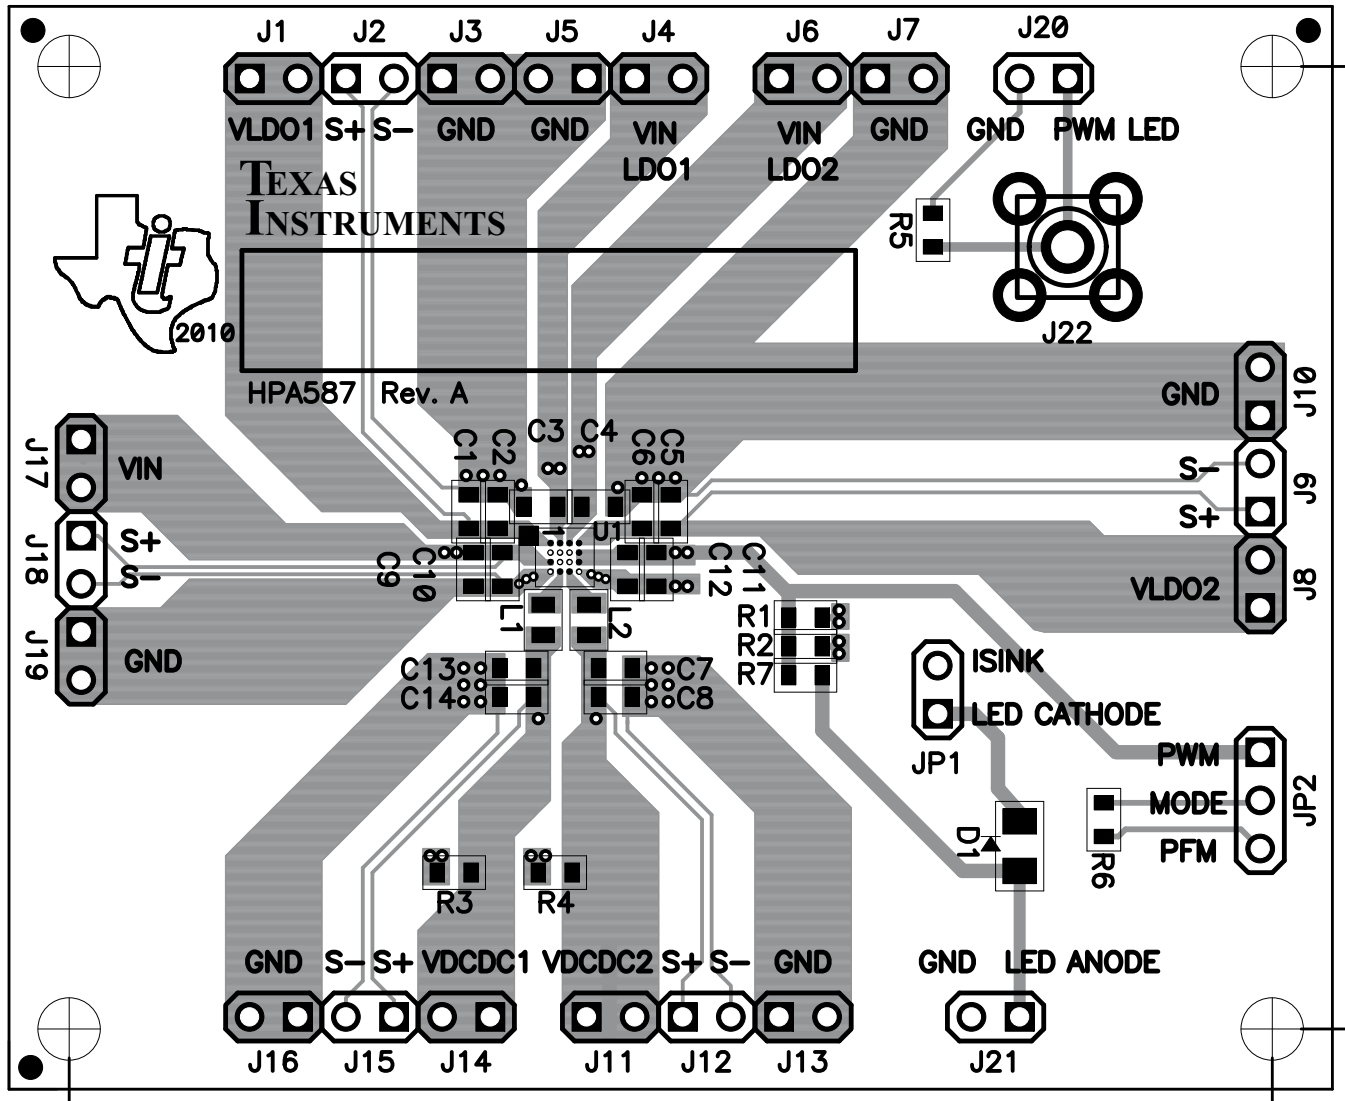 J1 J2 J3 J5 J4 J6 J7 J20
VLDO1 S+ S- GND GND VIN LDO1 VIN LDO2 GND GND PWM LED
TEXAS
INSTRUMENTS
R5
2010
J22
HPA587 Rev. A
GND
J10
J17
VIN
C1
C2
C3
C4
C6
C5
S-
J9
S+
J18
S+
S-
1
U1
C9
C10
C12
C11
VLDO2
J8
J19
GND
L1
L2
R1
R2
R7
C13
C14
C7
C8
ISINK
LED CATHODE
JP1
PWM
MODE
PFM
JP2
D1
R6
R3
R4
GND S- S+ VDCDC1 VDCDC2 S+ S- GND GND LED ANODE
J16 J15 J14 J11 J12 J13 J21